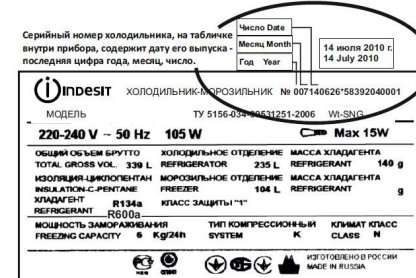 Серийный номер холодильника, на табличке
внутри прибора, содержит дату его выпуска -
последняя цифра года, месяц, число.
Число Date
Месяц Month
Год Year
14 июля 2010 г.
14 July 2010
INDESIT ХОЛОДИЛЬНИК-МОРОЗИЛЬНИК № 007140626*58392040001
МОДЕЛЬ ТУ 5156-034-99531251-2006 Wt-SNG
220-240 V ~ 50 Hz 105 W Max 15W
ОБЩИЙ ОБЪЕМ БРУТТО ХОЛОДИЛЬНОЕ ОТДЕЛЕНИЕ МАССА ХЛАДАГЕНТА
TOTAL GROSS VOL. 339 L REFRIGERATOR 235 L REFRIGERANT 140 g
ИЗОЛЯЦИЯ-ЦИКЛОПЕНТАН МОРОЗИЛЬНОЕ ОТДЕЛЕНИЕ МАССА ХЛАДАГЕНТА
INSULATION-C-PENTANE FREEZER 104 L REFRIGERANT g
ХЛАДАГЕНТ R134a КЛАСС ЗАЩИТЫ "1"
REFRIGERANT R600a
МОЩНОСТЬ ЗАМОРАЖИВАНИЯ ТИП КОМПРЕССИОННЫЙ КЛИМАТ КЛАСС
FREEZING CAPACITY 6 Kg/24h SYSTEM K CLASS N
ИЗГОТОВЛЕНО В РОССИИ
MADE IN RUSSIA